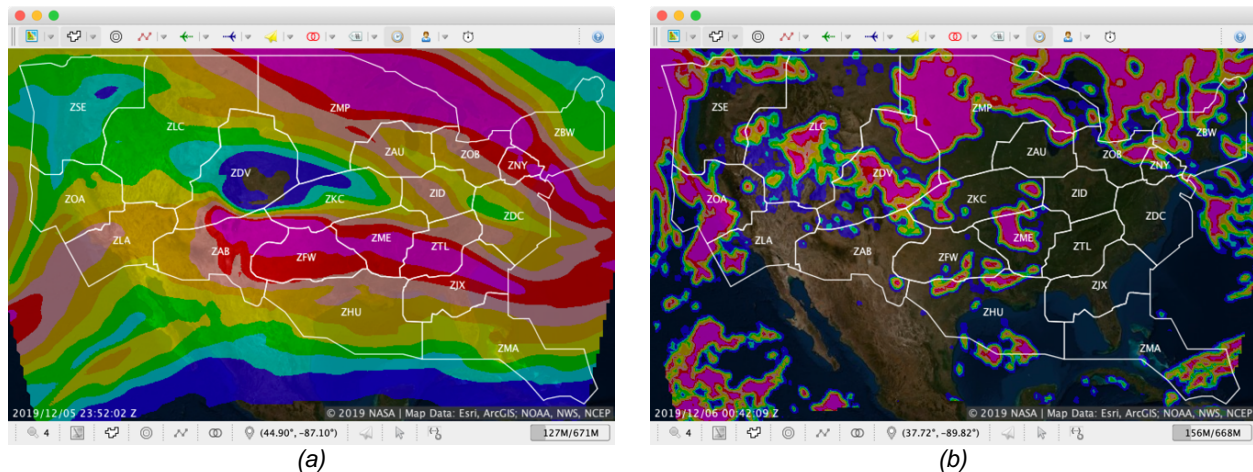 ZSE
ZLC
ZMP
ZBW
ZAU
ZOB
ZNY
ZDV
ZOA
ZKC
ZID
ZDC
ZLA
ZAB
ZFW
ZME
ZTL
ZJX
ZHU
ZMA
2019/12/05 23:52:02 Z
© 2019 NASA | Map Data: Esri, ArcGIS; NOAA, NWS, NCEP
4
(44.90°, -87.10°)
127M/671M
(a)
ZSE
ZLC
ZMP
ZBW
ZAU
ZOB
ZNY
ZDV
ZOA
ZKC
ZID
ZDC
ZLA
ZAB
ZFW
ZME
ZTL
ZJX
ZHU
ZMA
2019/12/06 00:42:09 Z
© 2019 NASA | Map Data: Esri, ArcGIS; NOAA, NWS, NCEP
4
(37.72°, -89.82°)
156M/668M
(b)